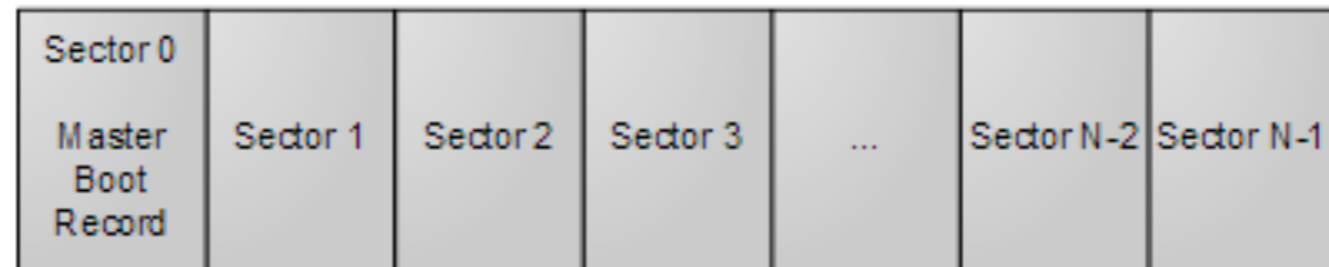 Sector 0
Master
Boot
Record
Sector 1
Sector 2
Sector 3
...
Sector N-2
Sector N-1